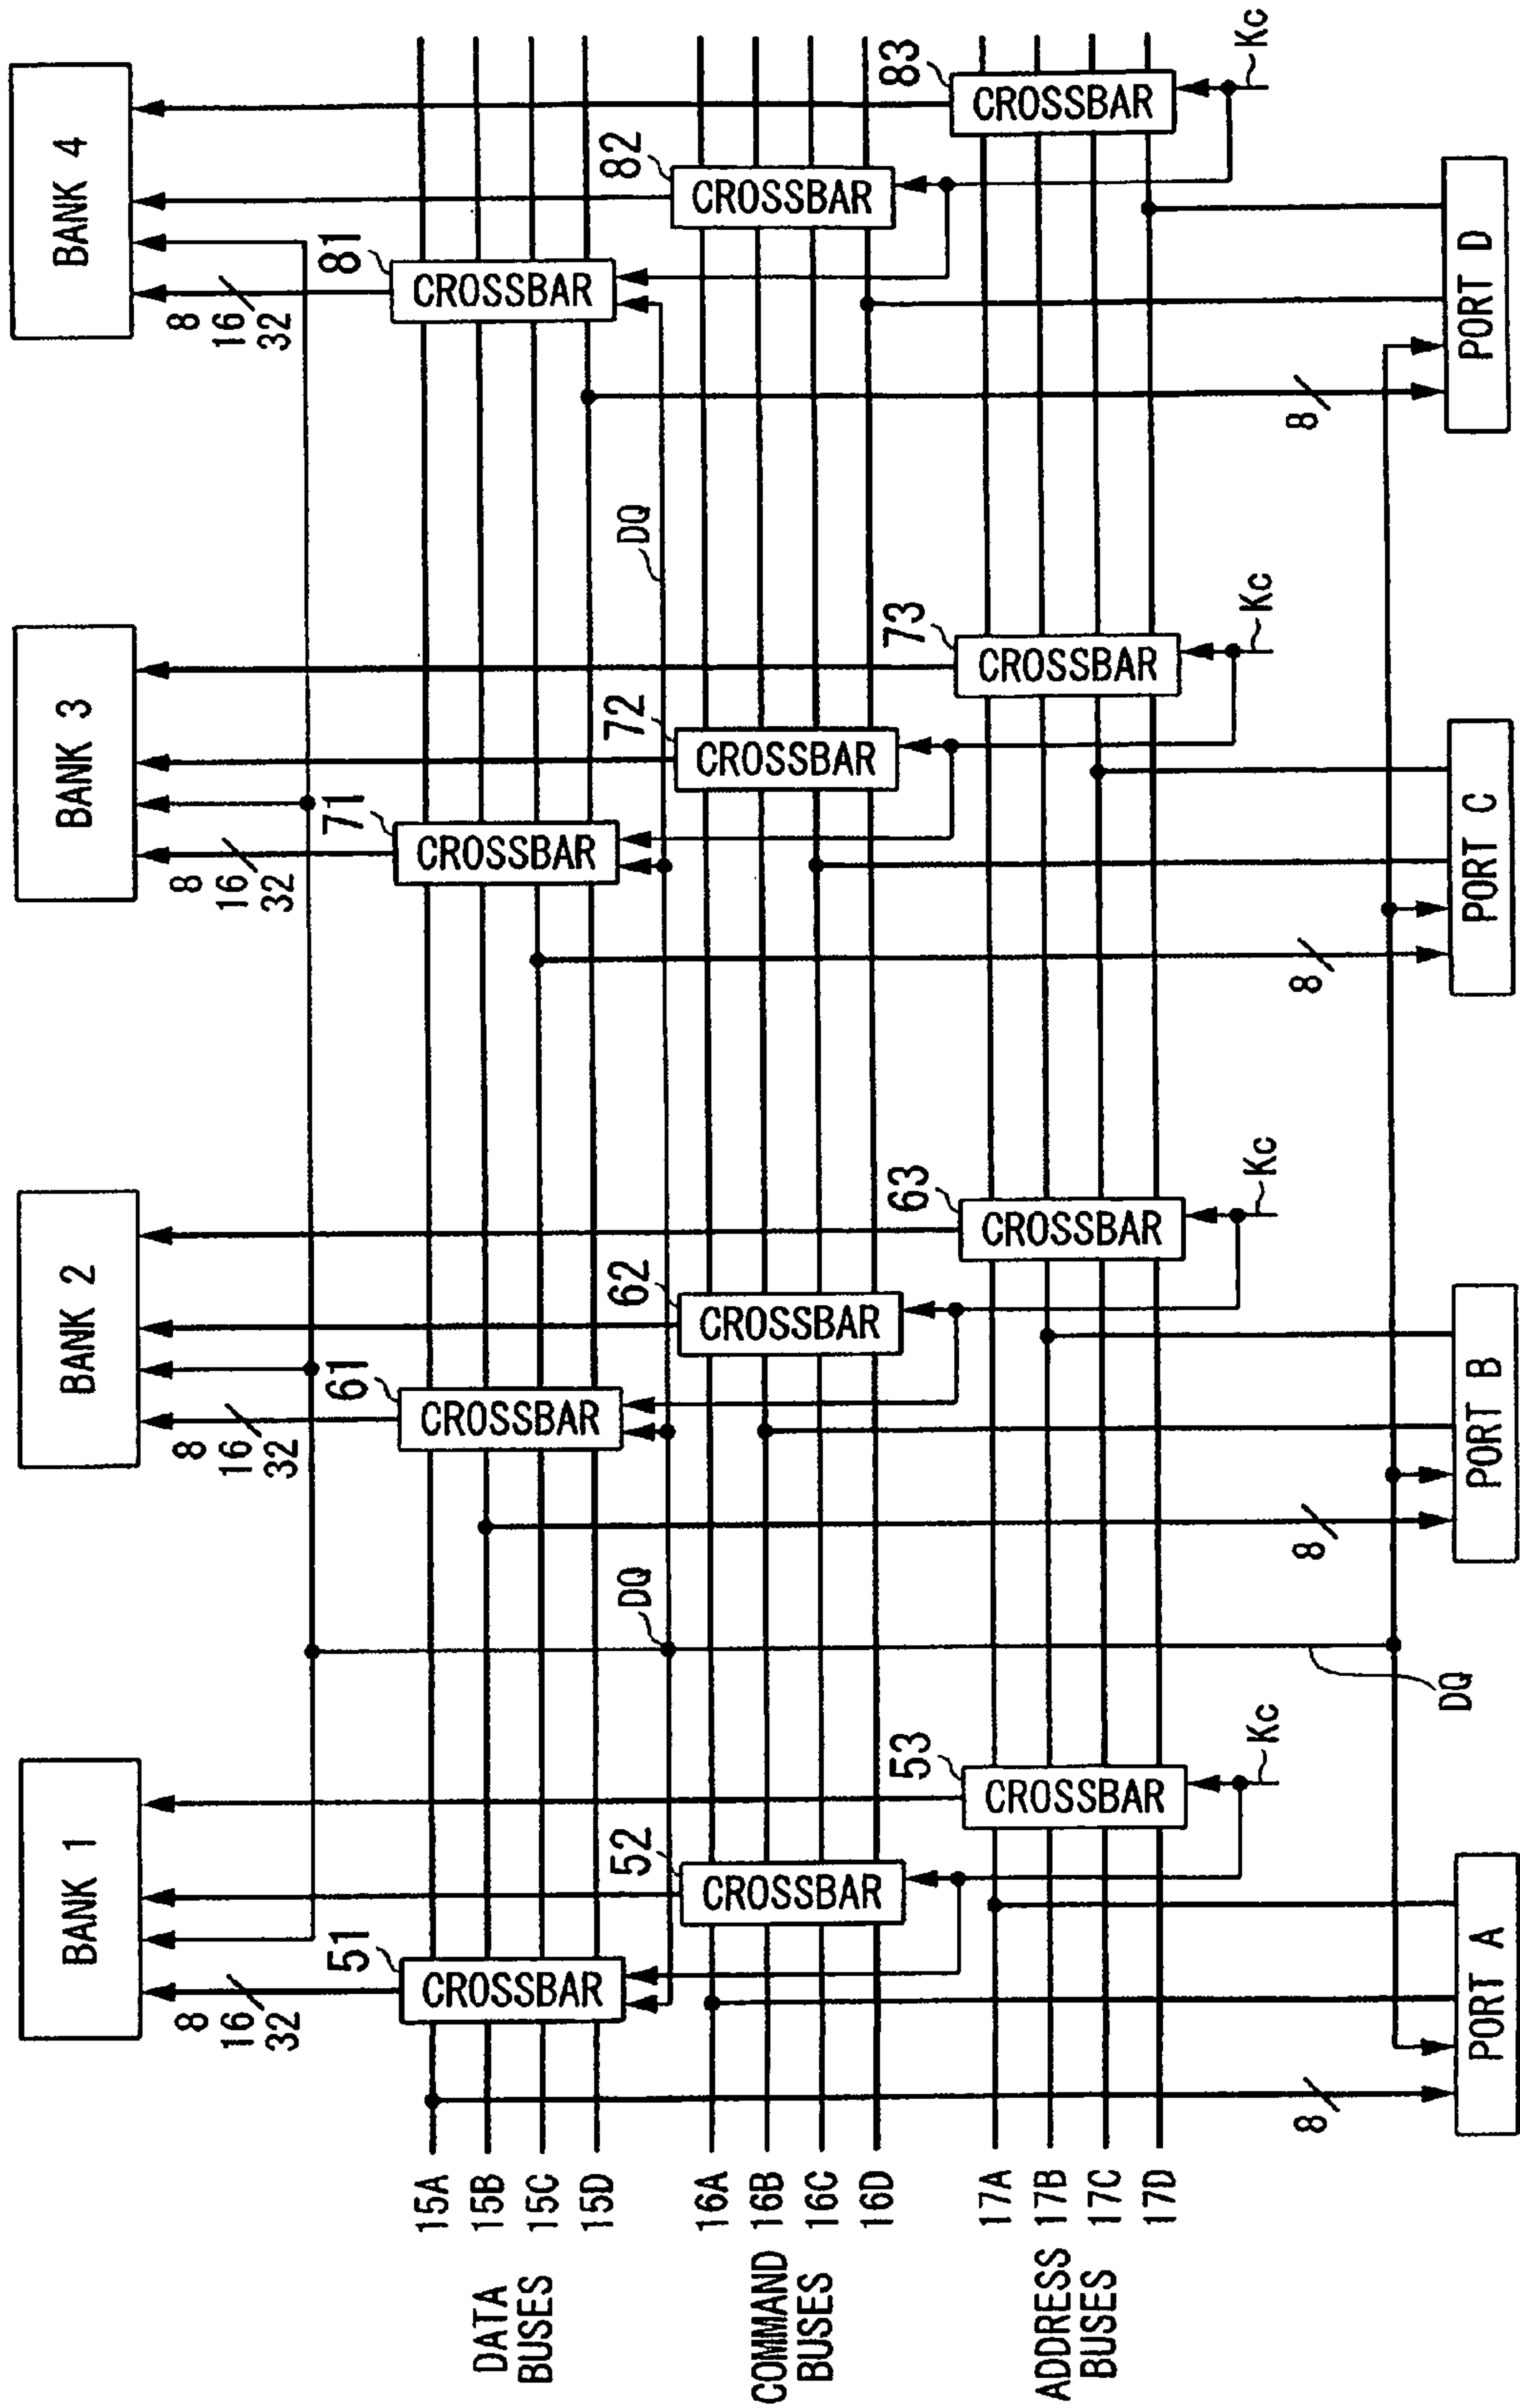 BANK 1
BANK 2
BANK 3
BANK 4
8
16
32
8
16
32
8
16
32
8
16
32
51
CROSSBAR
61
CROSSBAR
71
CROSSBAR
81
CROSSBAR
DATA
BUSES
15A
15B
15C
15D
DQ
DQ
52
CROSSBAR
62
CROSSBAR
72
CROSSBAR
82
CROSSBAR
COMMAND
BUSES
16A
16B
16C
16D
53
CROSSBAR
63
CROSSBAR
73
CROSSBAR
83
CROSSBAR
ADDRESS
BUSES
17A
17B
17C
17D
Kc
Kc
Kc
Kc
8
8
8
8
DQ
PORT A
PORT B
PORT C
PORT D